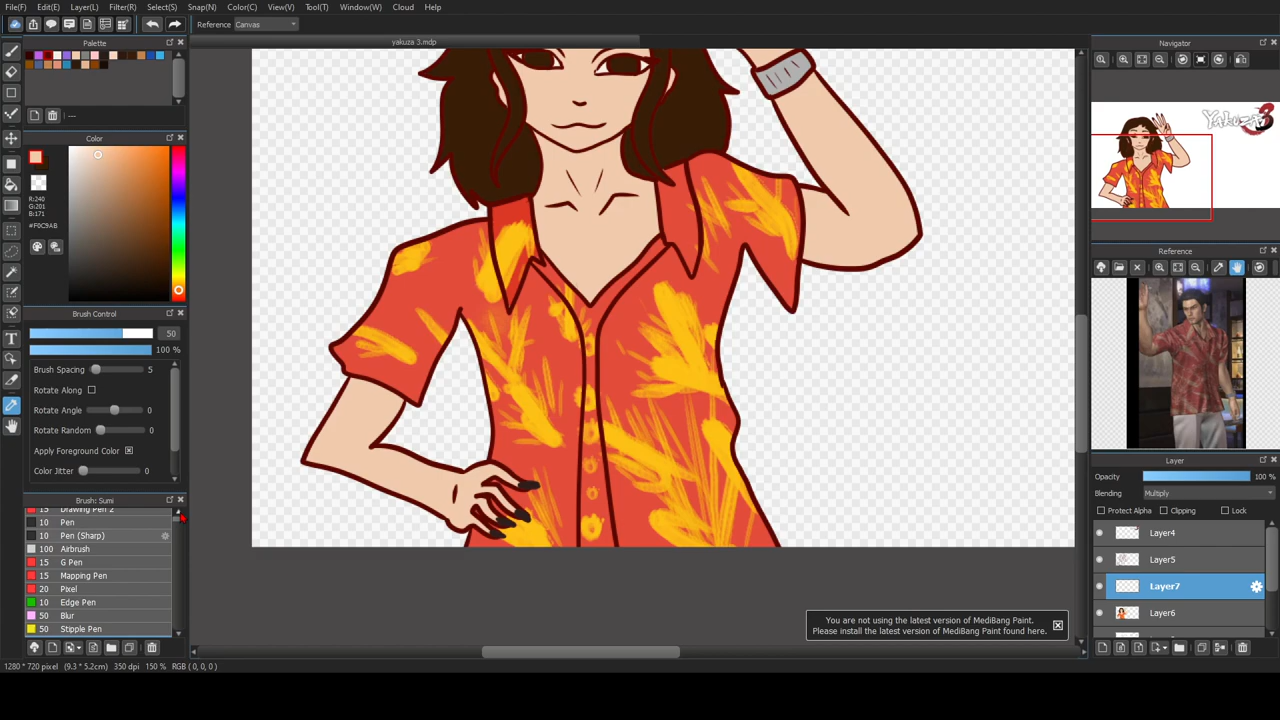 File(F) Edit(E) Layer(L) Filter(R) Select(S) Snap(N) Color(C) View(V) Tool(T) Window(W) Cloud Help
Reference Canvas
Palette
yakuza 3.mdp
Navigator
---
Color
Yakuza 3
R:240
G:201
B:171
#F0C9AB
Reference
Brush Control
50
100 %
Brush Spacing 5
Rotate Along
Rotate Angle 0
Rotate Random 0
Apply Foreground Color
Color Jitter 0
Layer
Opacity 100 %
Blending Multiply
Protect Alpha Clipping Lock
Layer4
Layer5
Layer7
Layer6
Brush: Sumi
15 Drawing Pen 2
10 Pen
10 Pen (Sharp)
100 Airbrush
15 G Pen
15 Mapping Pen
20 Pixel
10 Edge Pen
50 Blur
50 Stipple Pen
You are not using the latest version of MediBang Paint.
Please install the latest version of MediBang Paint found here.
1280 * 720 pixel (9.3 * 5.2cm) 350 dpi 150 % RGB ( 0, 0, 0 )